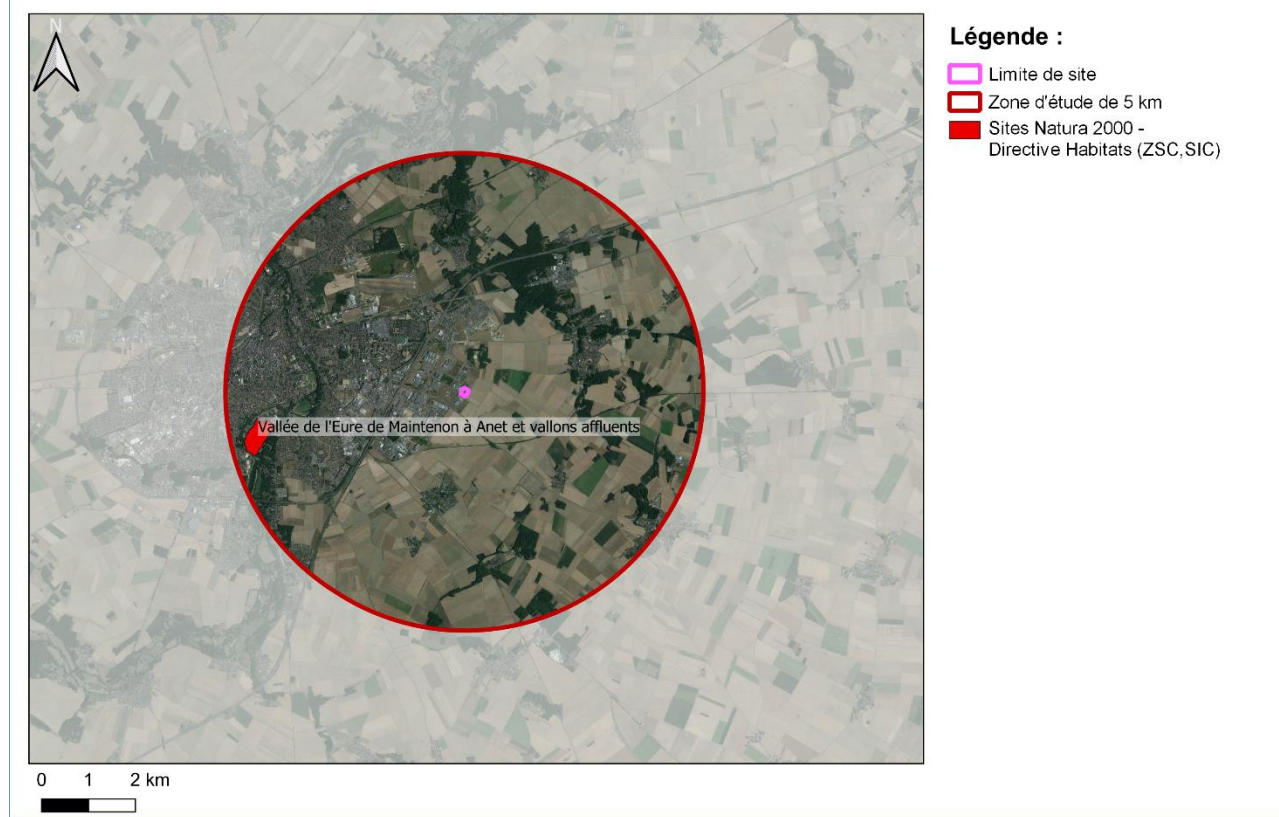 N
Légende :
Limite de site
Zone d'étude de 5 km
Sites Natura 2000 -
Directive Habitats (ZSC,SIC)
Vallée de l'Eure de Maintenon à Anet et vallons affluents
0 1 2 km